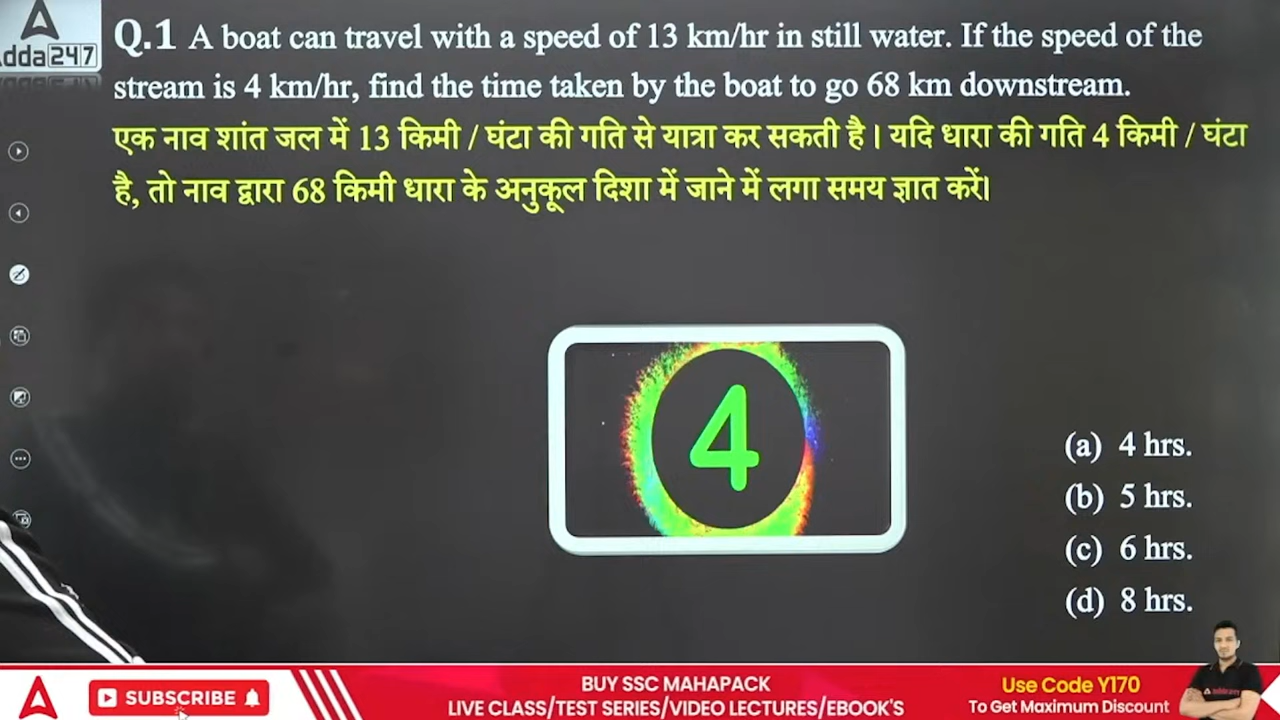 adda247
Q.1 A boat can travel with a speed of 13 km/hr in still water. If the speed of the
stream is 4 km/hr, find the time taken by the boat to go 68 km downstream.
एक नाव शांत जल में 13 किमी / घंटा की गति से यात्रा कर सकती है। यदि धारा की गति 4 किमी / घंटा
है, तो नाव द्वारा 68 किमी धारा के अनुकूल दिशा में जाने में लगा समय ज्ञात करें।
4
(a) 4 hrs.
(b) 5 hrs.
(c) 6 hrs.
(d) 8 hrs.
SUBSCRIBE
BUY SSC MAHAPACK
LIVE CLASS/TEST SERIES/VIDEO LECTURES/EBOOK'S
Use Code Y170
To Get Maximum Discount